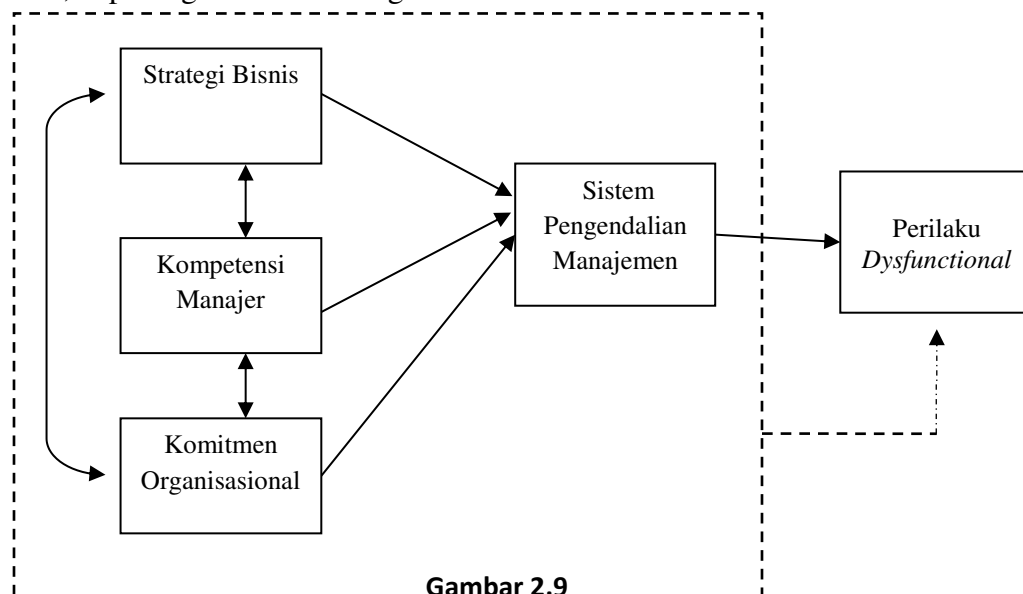 Strategi Bisnis
Kompetensi
Manajer
Komitmen
Organisasional
Sistem
Pengendalian
Manajemen
Perilaku
Dysfunctional
Gambar 2.9